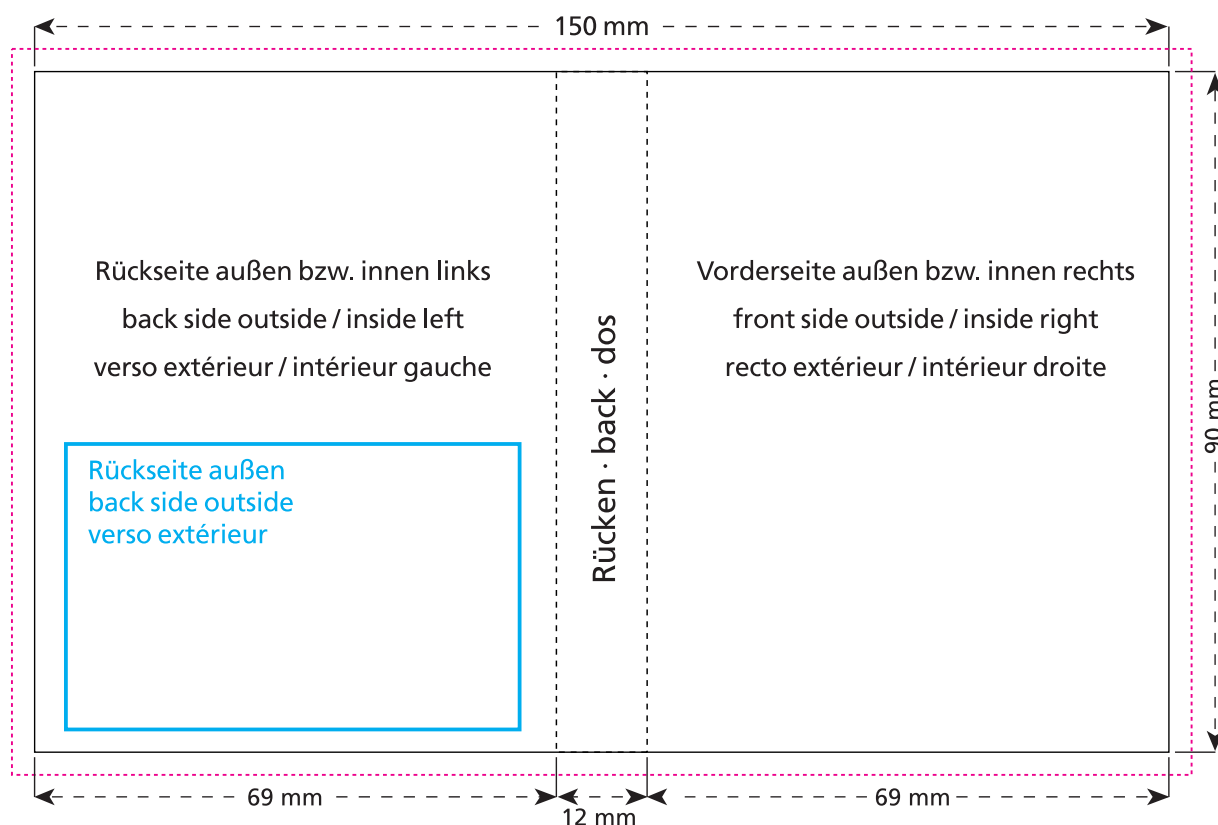 150 mm
Rückseite außen bzw. innen links
back side outside / inside left
verso extérieur / intérieur gauche
Rückseite außen
back side outside
verso extérieur
Rücken · back · dos
Vorderseite außen bzw. innen rechts
front side outside / inside right
recto extérieur / intérieur droite
90 mm
69 mm
12 mm
69 mm